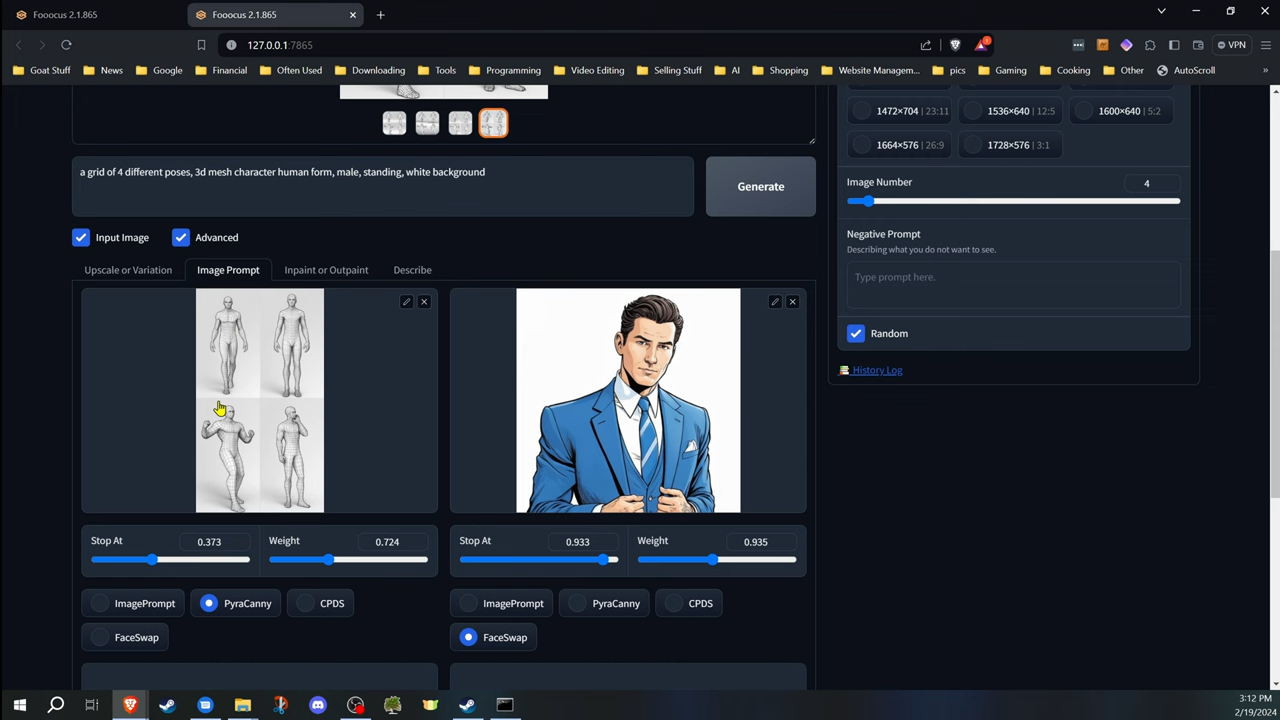 Fooocus 2.1.865
Fooocus 2.1.865
127.0.0.1:7865
VPN
Goat Stuff
News
Google
Financial
Often Used
Downloading
Tools
Programming
Video Editing
Selling Stuff
AI
Shopping
Website Managem...
pics
Gaming
Cooking
Other
AutoScroll
1472×704 | 23:11
1536×640 | 12:5
1600×640 | 5:2
1664×576 | 26:9
1728×576 | 3:1
a grid of 4 different poses, 3d mesh character human form, male, standing, white background
Generate
Image Number
4
Input Image
Advanced
Negative Prompt
Describing what you do not want to see.
Type prompt here.
Upscale or Variation
Image Prompt
Inpaint or Outpaint
Describe
Random
History Log
Stop At
0.373
Weight
0.724
Stop At
0.933
Weight
0.935
ImagePrompt
PyraCanny
CPDS
FaceSwap
ImagePrompt
PyraCanny
CPDS
FaceSwap
3:12 PM
2/19/2024